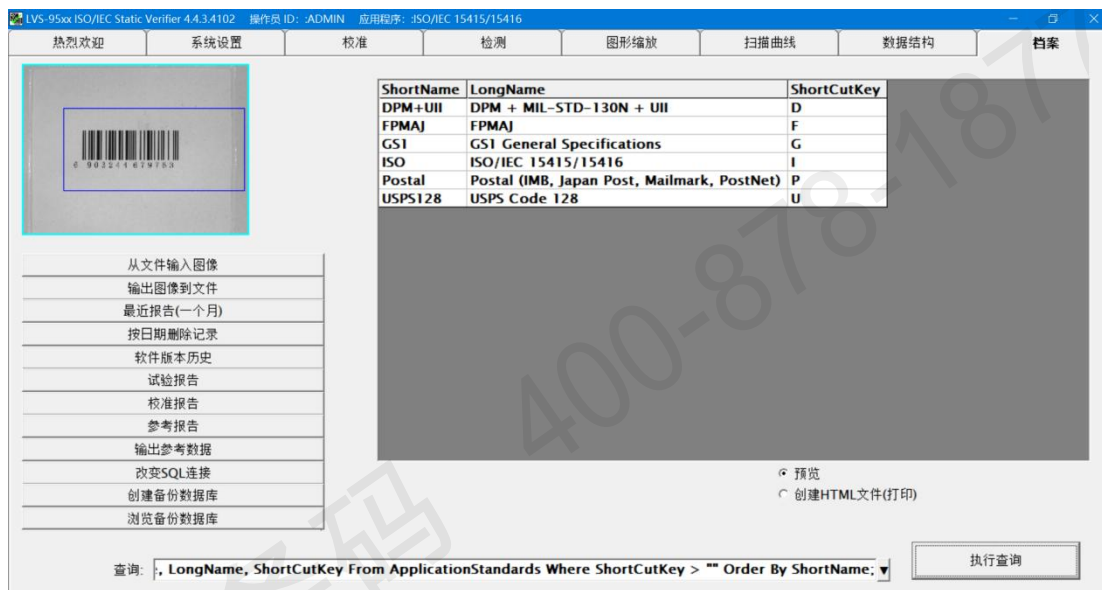 LVS-95xx ISO/IEC Static Verifier 4.4.3.4102 操作员 ID: :ADMIN 应用程序: :ISO/IEC 15415/15416
热烈欢迎 系统设置 校准 检测 图形缩放 扫描曲线 数据结构 档案
ShortName LongName ShortCutKey
DPM+UII DPM + MIL-STD-130N + UII D
FPMAJ FPMAJ F
GS1 GS1 General Specifications G
ISO ISO/IEC 15415/15416 I
Postal Postal (IMB, Japan Post, Mailmark, PostNet) P
USPS128 USPS Code 128 U
从文件输入图像
输出图像到文件
最近报告(一个月)
按日期删除记录
软件版本历史
试验报告
校准报告
参考报告
输出参考数据
改变SQL连接
创建备份数据库
浏览备份数据库
预览
创建HTML文件(打印)
查询: , LongName, ShortCutKey From ApplicationStandards Where ShortCutKey > "" Order By ShortName;
执行查询
400-878-187
条码